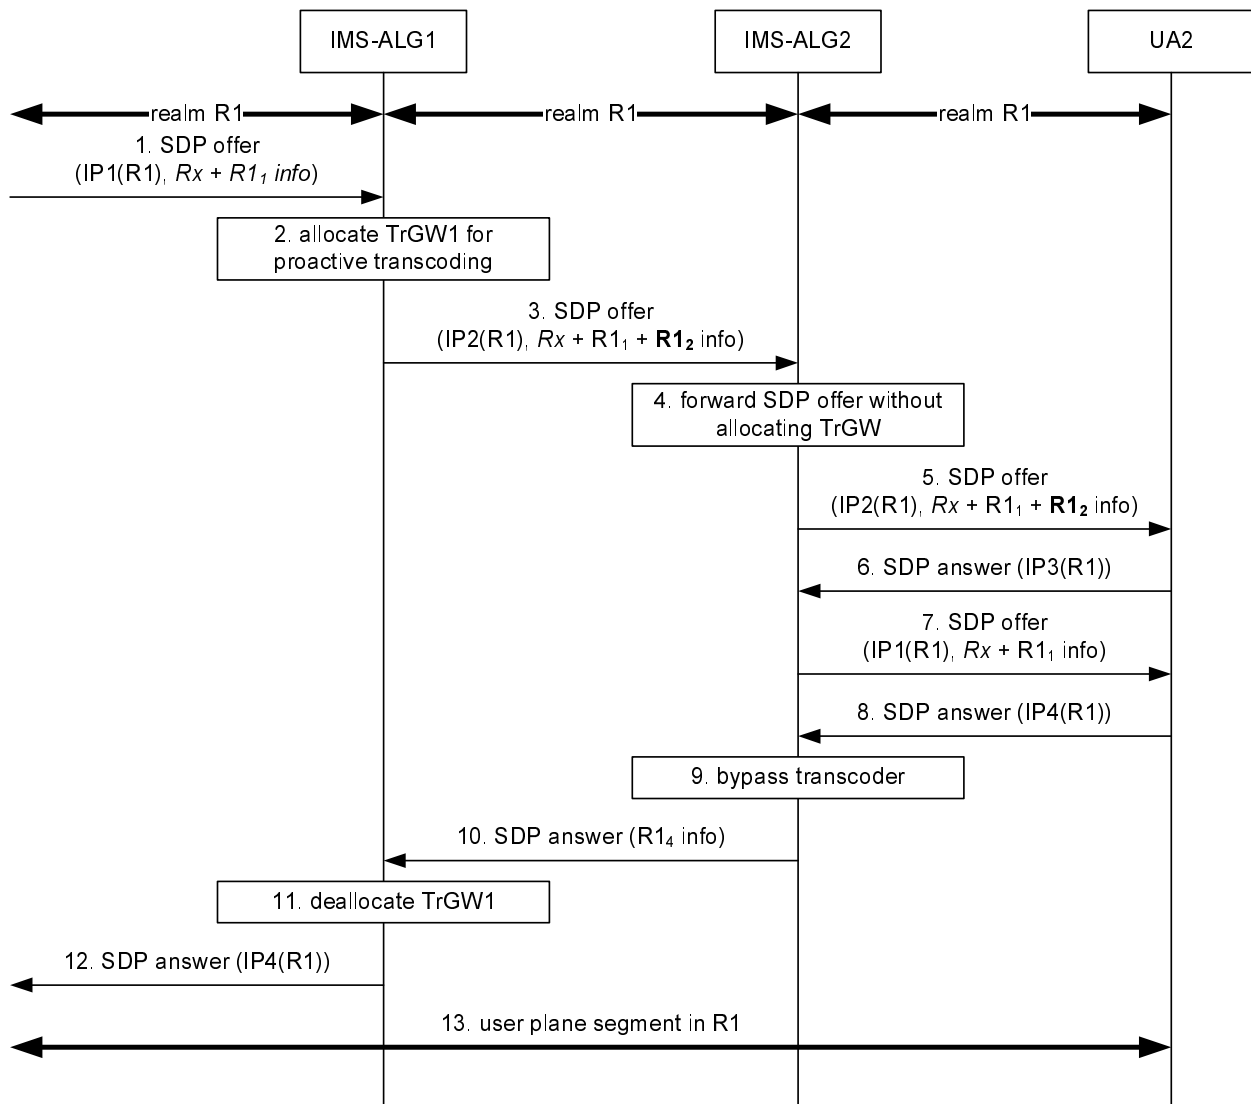 IMS-ALG1
IMS-ALG2
UA2
realm R1
realm R1
realm R1
1. SDP offer
(IP1(R1), Rx + R1₁ info)
2. allocate TrGW1 for
proactive transcoding
3. SDP offer
(IP2(R1), Rx + R1₁ + R1₂ info)
4. forward SDP offer without
allocating TrGW
5. SDP offer
(IP2(R1), Rx + R1₁ + R1₂ info)
6. SDP answer (IP3(R1))
7. SDP offer
(IP1(R1), Rx + R1₁ info)
8. SDP answer (IP4(R1))
9. bypass transcoder
10. SDP answer (R1₄ info)
11. deallocate TrGW1
12. SDP answer (IP4(R1))
13. user plane segment in R1